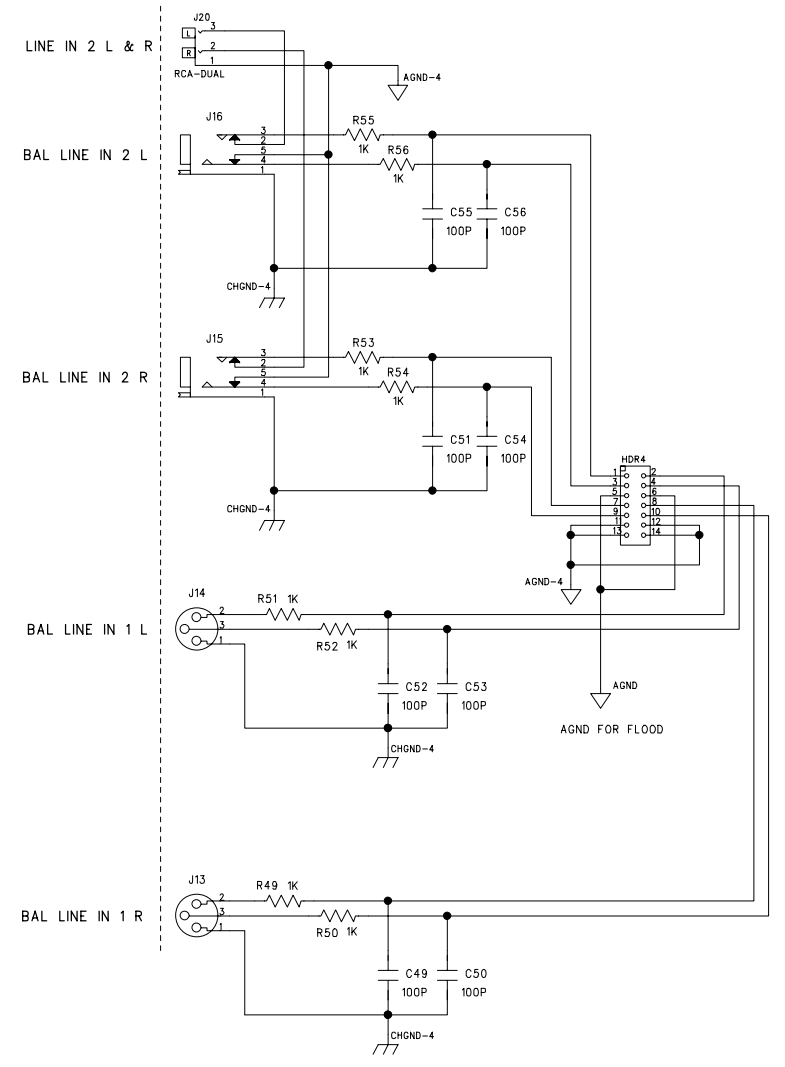 J20
L 3
LINE IN 2 L & R
R 2
1
RCA-DUAL
AGND-4
J16
R55
3
1K
2
BAL LINE IN 2 L
5
R56
4
1K
1
C55 C56
100P 100P
CHGND-4
J15
R53
3
1K
2
BAL LINE IN 2 R
5
R54
4
1K
1
C51 C54
100P 100P
CHGND-4
HDR4
1 2
3 4
5 6
7 8
9 10
11 12
13 14
AGND-4
J14
R51 1K
2
BAL LINE IN 1 L
3
R52 1K
1
C52 C53
100P 100P
AGND
AGND FOR FLOOD
CHGND-4
J13
R49 1K
2
BAL LINE IN 1 R
3
R50 1K
1
C49 C50
100P 100P
CHGND-4